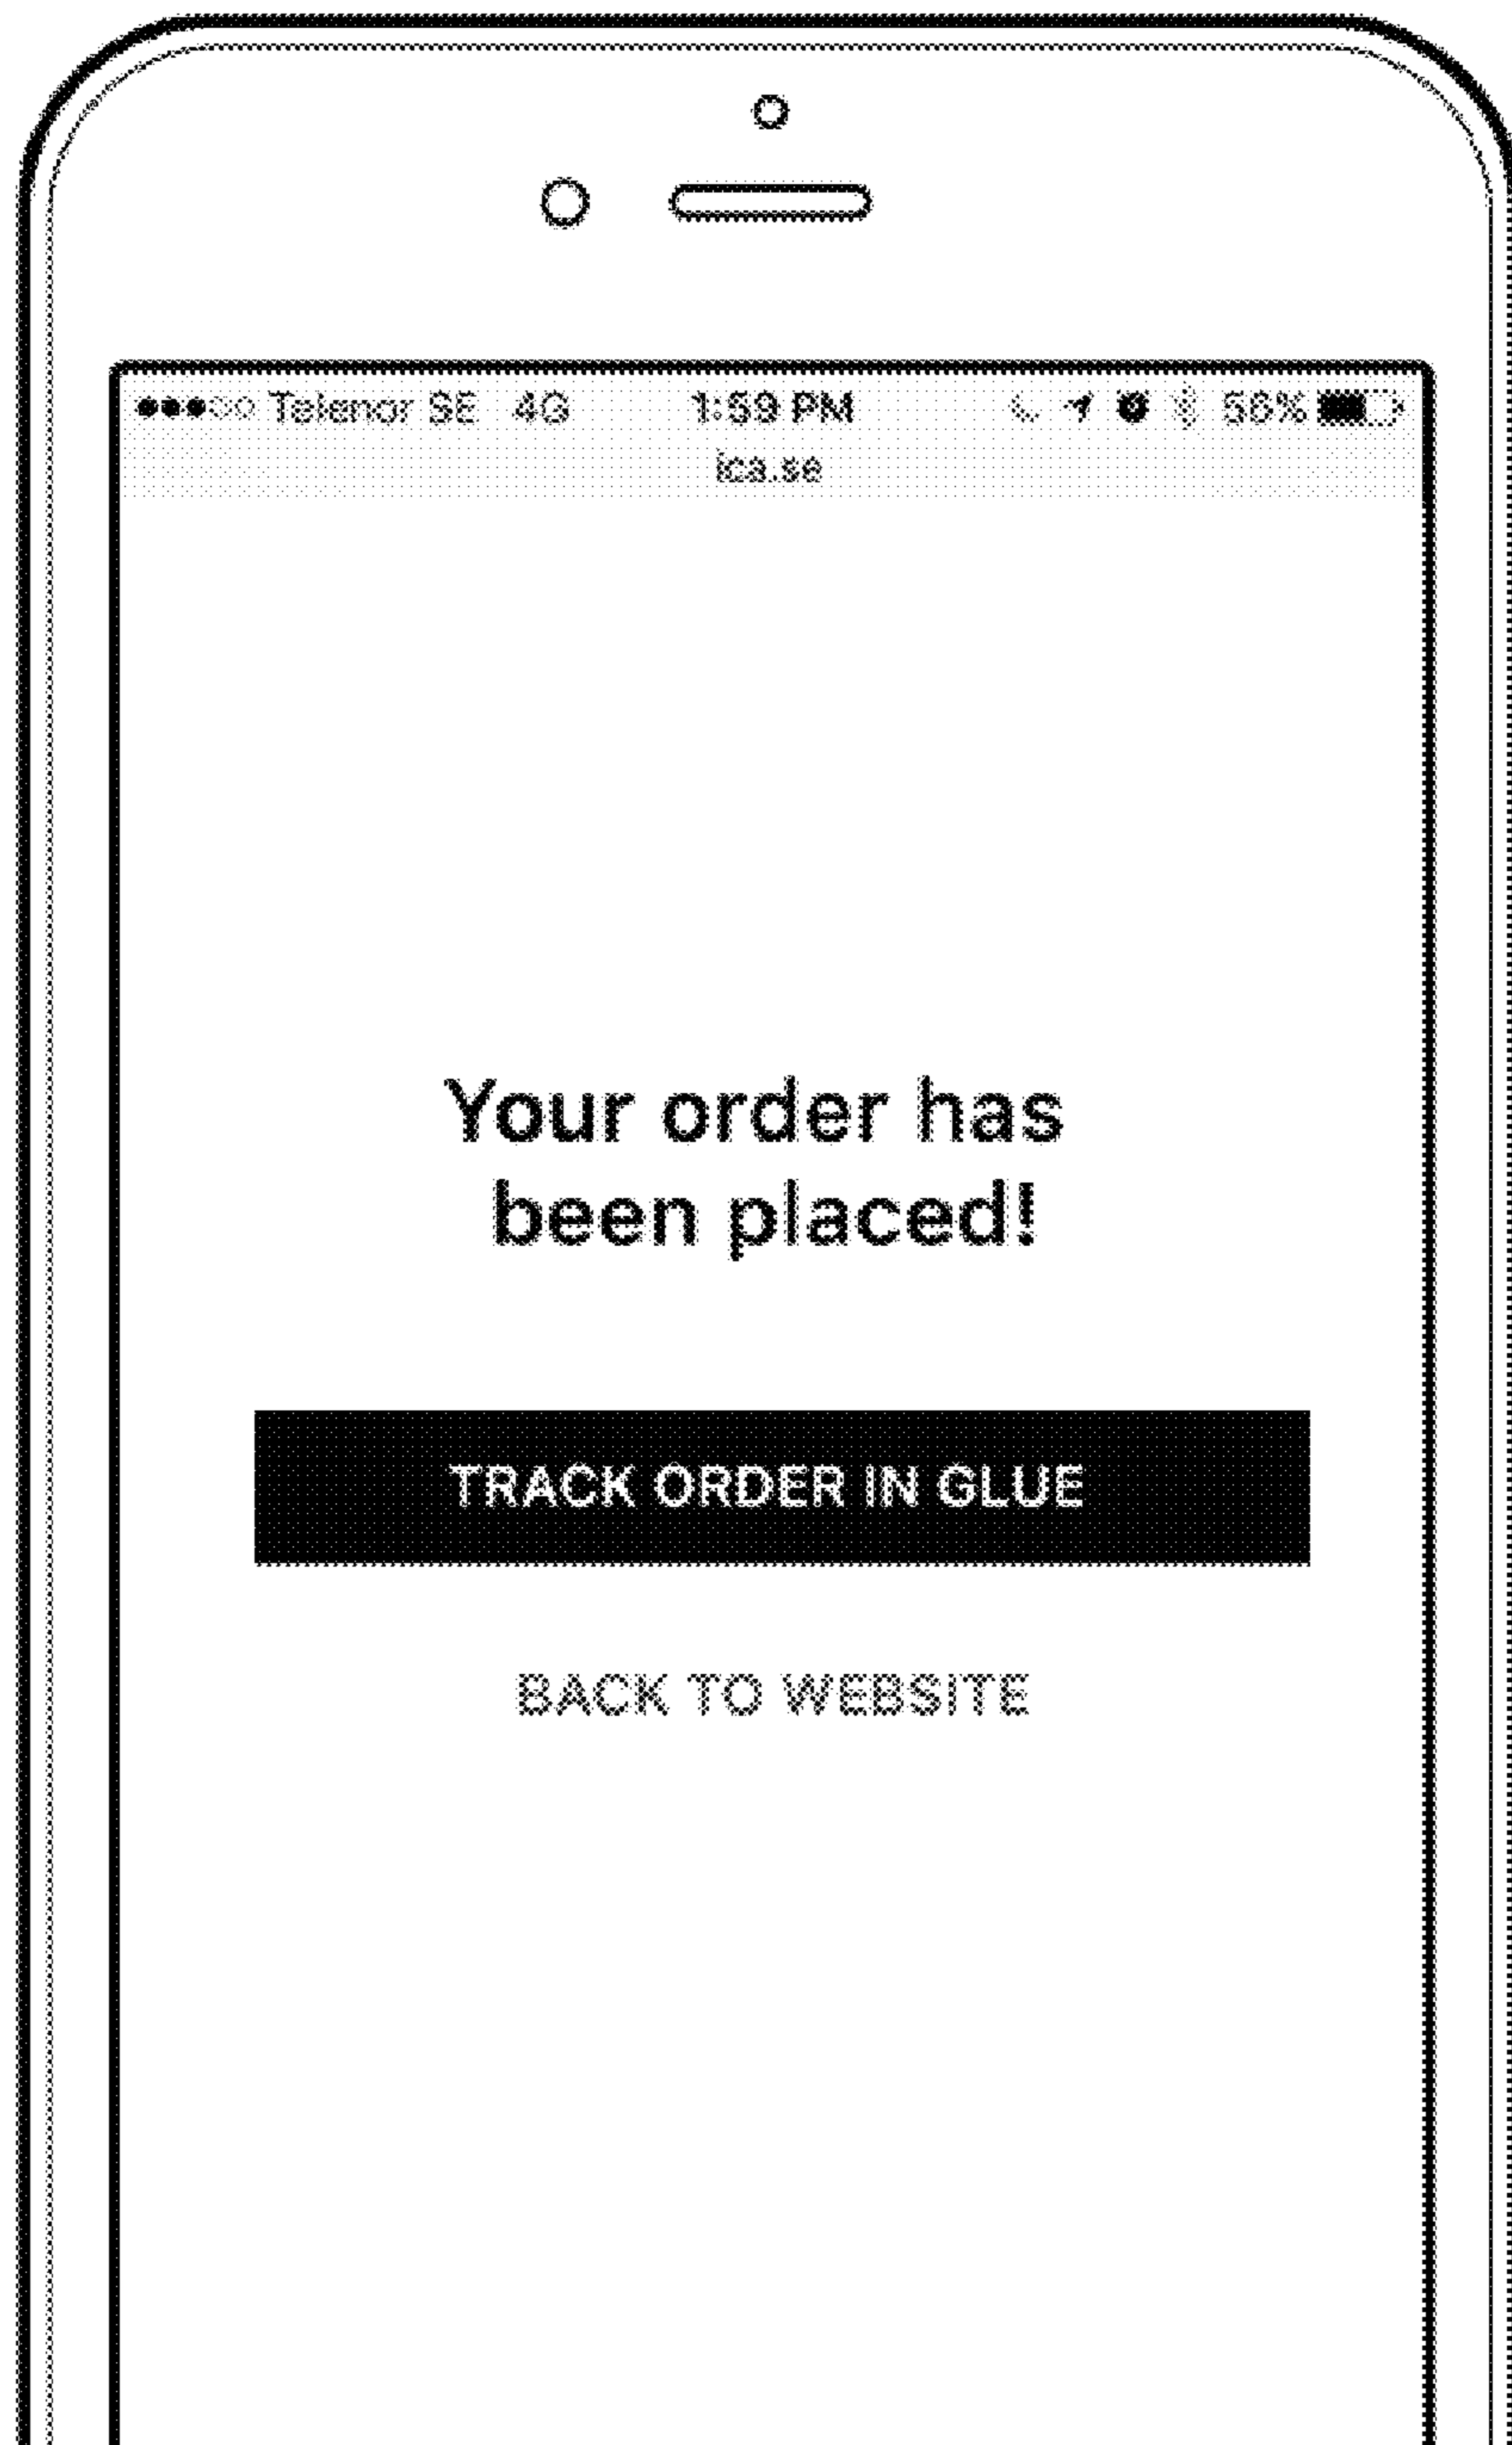 Telenor SE 4G 1:59 PM 56%
ica.se
Your order has
been placed!
TRACK ORDER IN GLUE
BACK TO WEBSITE